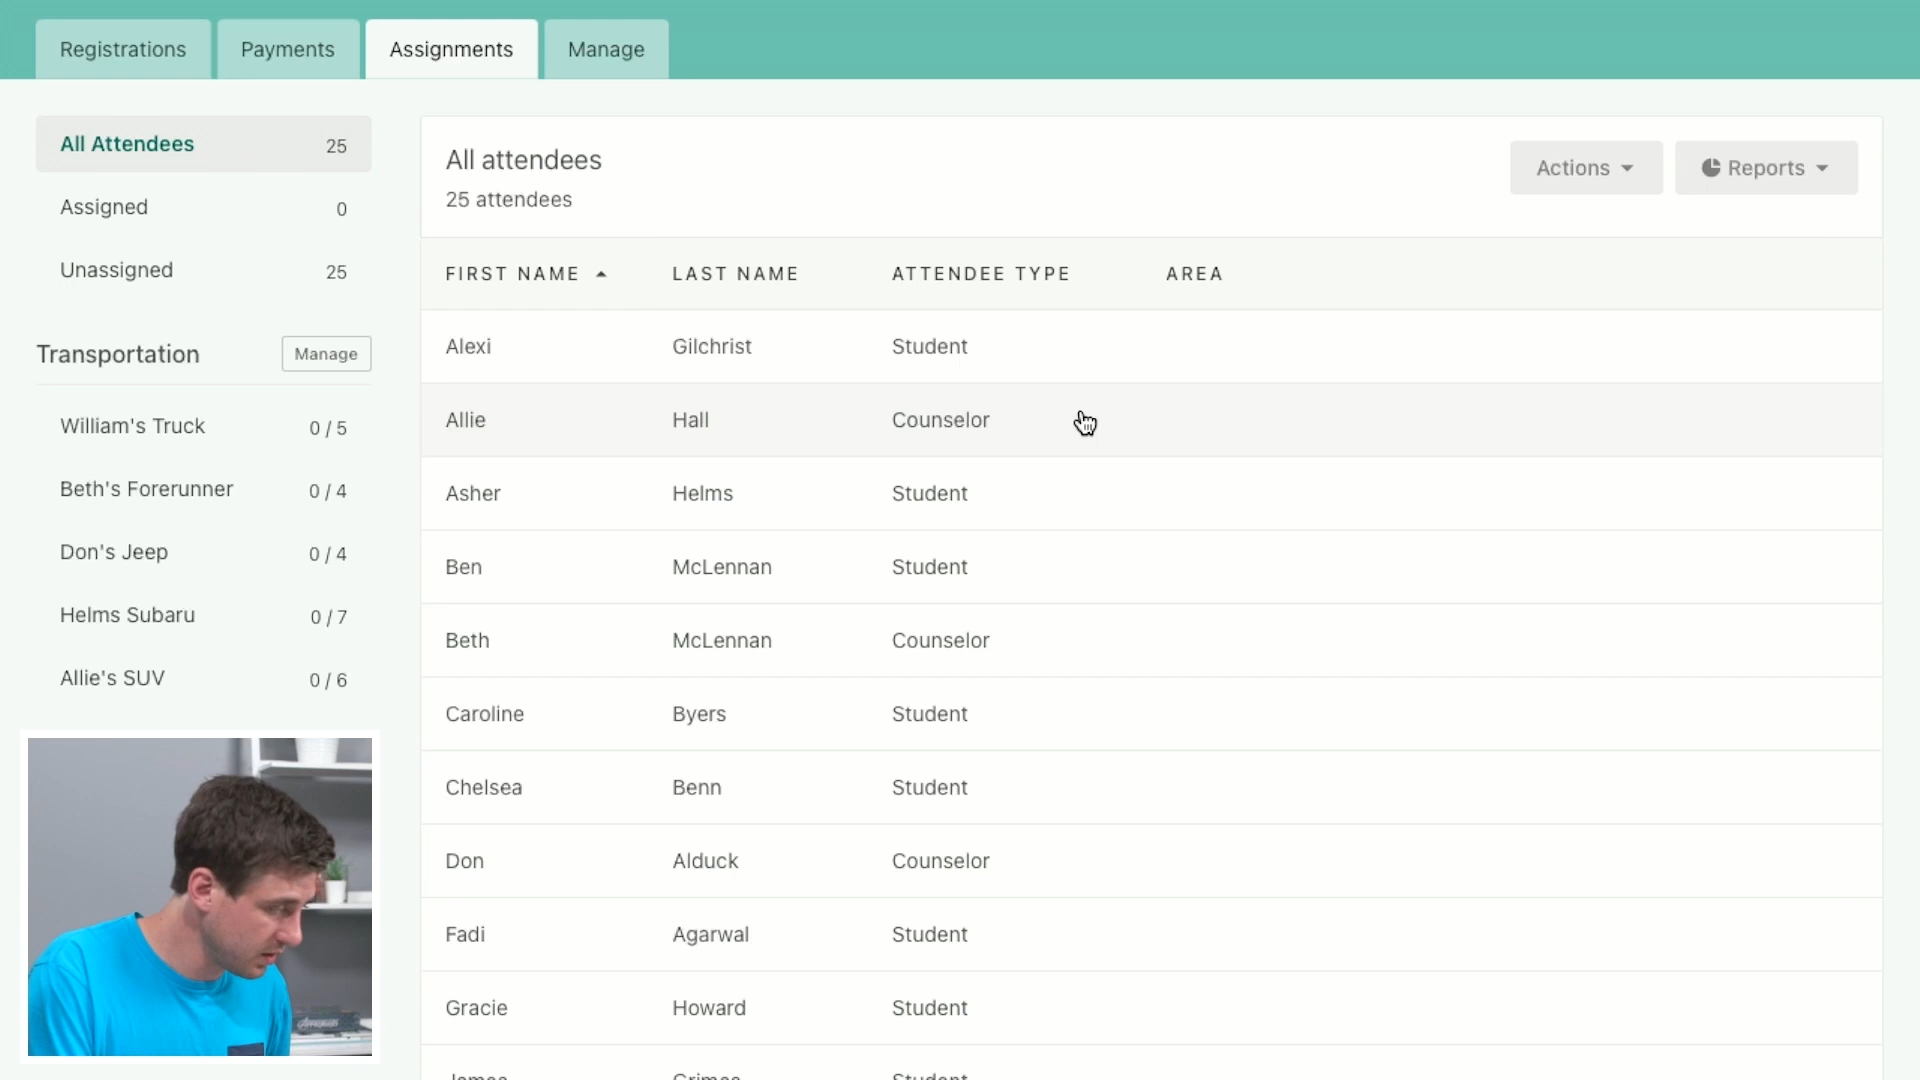 Registrations
Payments
Assignments
Manage
All Attendees 25
Assigned 0
Unassigned 25
Transportation Manage
William's Truck 0 / 5
Beth's Forerunner 0 / 4
Don's Jeep 0 / 4
Helms Subaru 0 / 7
Allie's SUV 0 / 6
All attendees
25 attendees
Actions
Reports
FIRST NAME LAST NAME ATTENDEE TYPE AREA
Alexi Gilchrist Student
Allie Hall Counselor
Asher Helms Student
Ben McLennan Student
Beth McLennan Counselor
Caroline Byers Student
Chelsea Benn Student
Don Alduck Counselor
Fadi Agarwal Student
Gracie Howard Student